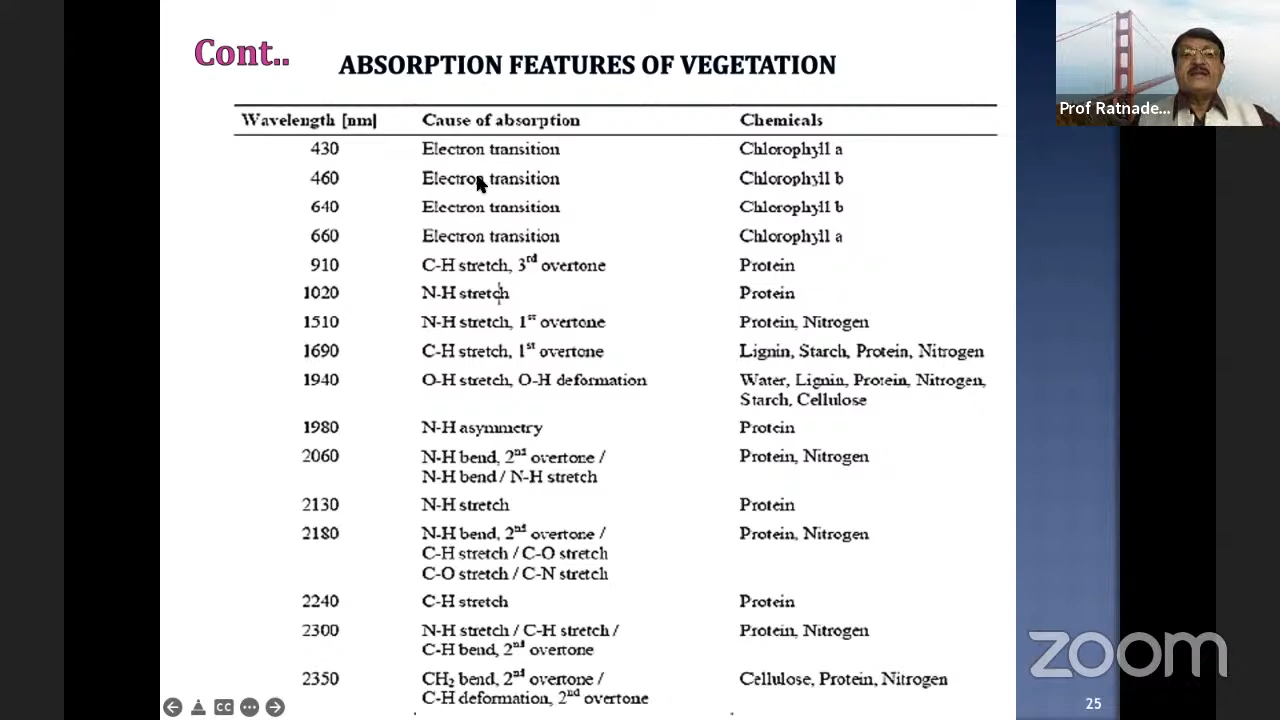 Cont..
ABSORPTION FEATURES OF VEGETATION
Prof Ratnade...
Wavelength [nm] Cause of absorption Chemicals
430 Electron transition Chlorophyll a
460 Electron transition Chlorophyll b
640 Electron transition Chlorophyll b
660 Electron transition Chlorophyll a
910 C-H stretch, 3rd overtone Protein
1020 N-H stretch Protein
1510 N-H stretch, 1st overtone Protein, Nitrogen
1690 C-H stretch, 1st overtone Lignin, Starch, Protein, Nitrogen
1940 O-H stretch, O-H deformation Water, Lignin, Protein, Nitrogen,
Starch, Cellulose
1980 N-H asymmetry Protein
2060 N-H bend, 2nd overtone / Protein, Nitrogen
N-H bend / N-H stretch
2130 N-H stretch Protein
2180 N-H bend, 2nd overtone / Protein, Nitrogen
C-H stretch / C-O stretch
C-O stretch / C-N stretch
2240 C-H stretch Protein
2300 N-H stretch / C-H stretch / Protein, Nitrogen
C-H bend, 2nd overtone
2350 CH2 bend, 2nd overtone / Cellulose, Protein, Nitrogen
C-H deformation, 2nd overtone
zoom
CC
25